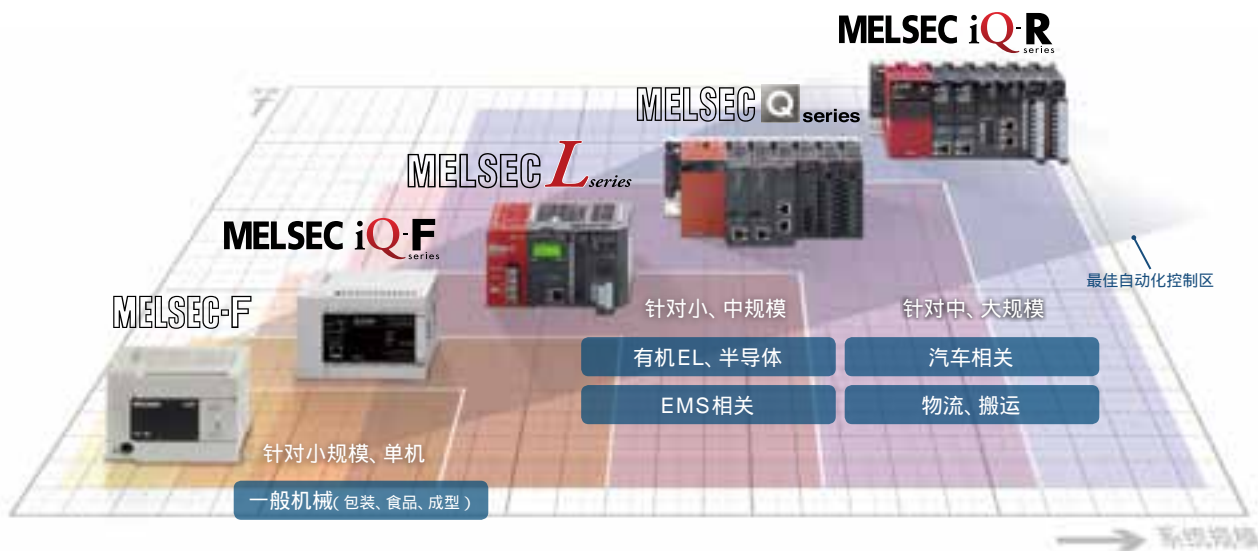 MELSEC iQ-R series
MELSEC Q series
MELSEC L series
MELSEC iQ-F series
MELSEC-F
最佳自动化控制区
针对小、中规模
针对中、大规模
有机EL、半导体
汽车相关
EMS相关
物流、搬运
针对小规模、单机
一般机械(包装、食品、成型)